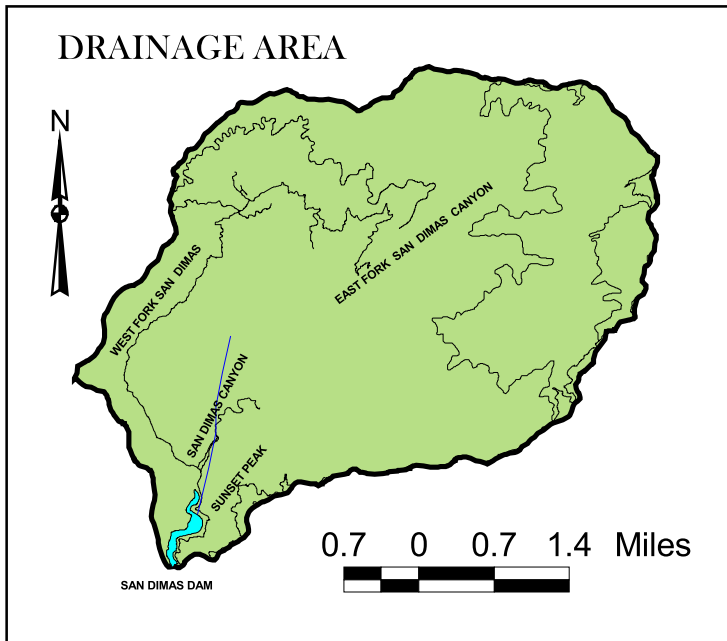 DRAINAGE AREA
N
WEST FORK SAN DIMAS
EAST FORK SAN DIMAS CANYON
SAN DIMAS CANYON
SUNSET PEAK
SAN DIMAS DAM
0.7 0 0.7 1.4 Miles